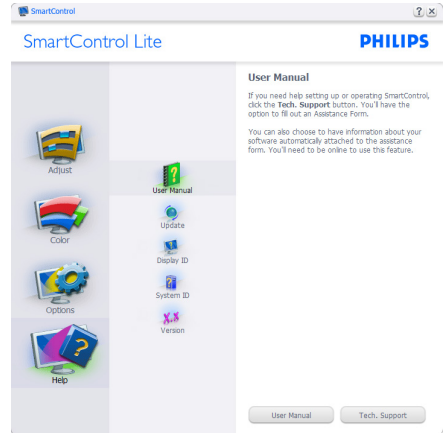 SmartControl
SmartControl Lite
PHILIPS
Adjust
Color
Options
Help
User Manual
Update
Display ID
System ID
X.X
Version
User Manual
If you need help setting up or operating SmartControl,
click the Tech. Support button. You'll have the
option to fill out an Assistance Form.
You can also choose to have information about your
software automatically attached to the assistance
form. You'll need to be online to use this feature.
User Manual
Tech. Support